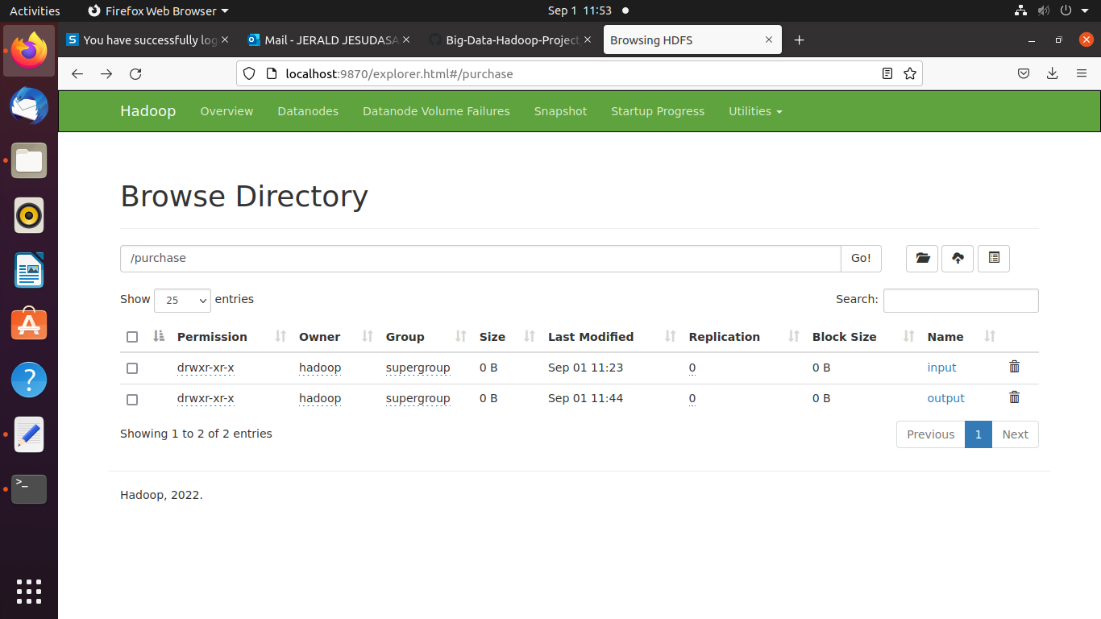 Activities Firefox Web Browser Sep 1 11:53
You have successfully log Mail - JERALD JESUDASA Big-Data-Hadoop-Project Browsing HDFS
localhost:9870/explorer.html#/purchase
Hadoop Overview Datanodes Datanode Volume Failures Snapshot Startup Progress Utilities
Browse Directory
/purchase Go!
Show 25 entries Search:
Permission Owner Group Size Last Modified Replication Block Size Name
drwxr-xr-x hadoop supergroup 0 B Sep 01 11:23 0 0 B input
drwxr-xr-x hadoop supergroup 0 B Sep 01 11:44 0 0 B output
Showing 1 to 2 of 2 entries Previous 1 Next
Hadoop, 2022.